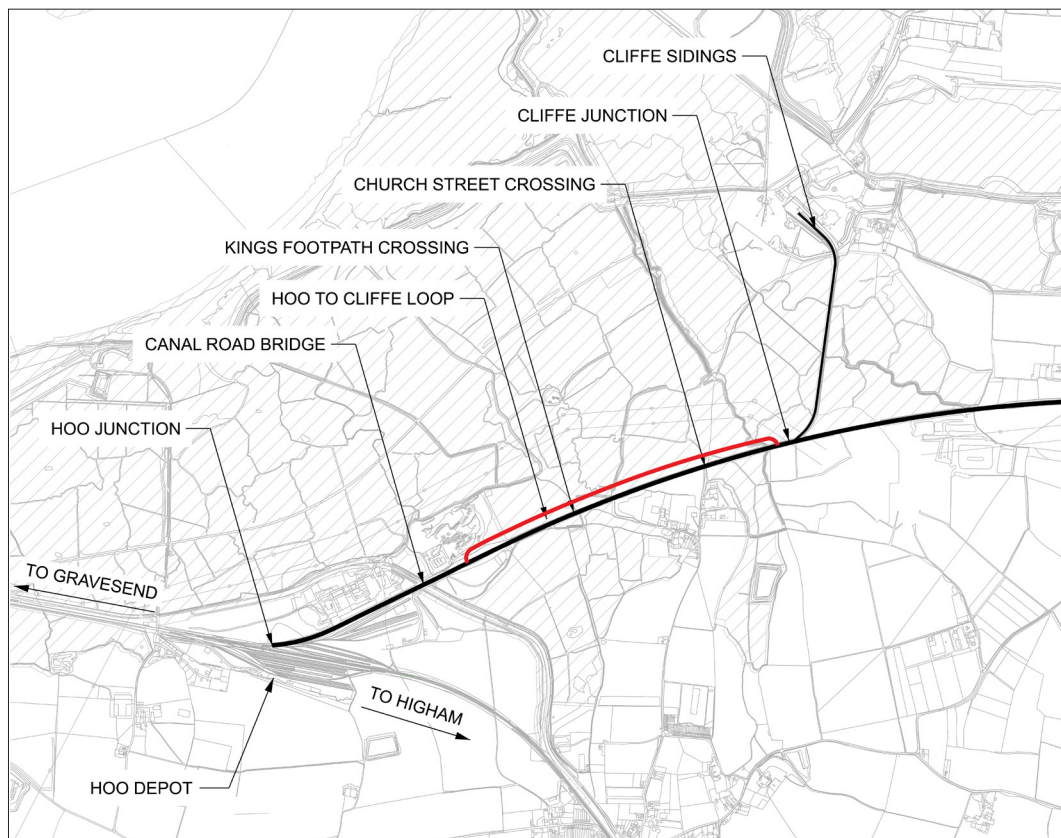 CLIFFE SIDINGS
CLIFFE JUNCTION
CHURCH STREET CROSSING
KINGS FOOTPATH CROSSING
HOO TO CLIFFE LOOP
CANAL ROAD BRIDGE
HOO JUNCTION
TO GRAVESEND
TO HIGHAM
HOO DEPOT